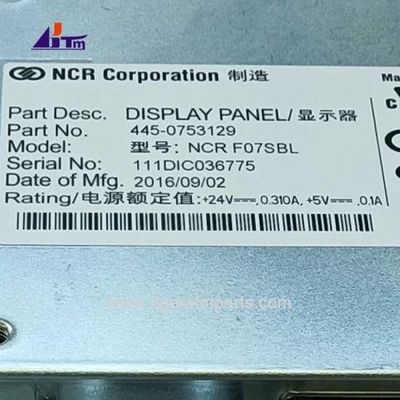 JTm
NCR Corporation 制造
Ma
C
Part Desc. DISPLAY PANEL/显示器
Part No. 445-0753129
Model: 型号: NCR F07SBL
Serial No: 111DIC036775
Date of Mfg. 2016/09/02
Rating/电源额定值: +24V⎓, 0.310A, +5V⎓, 0.1A